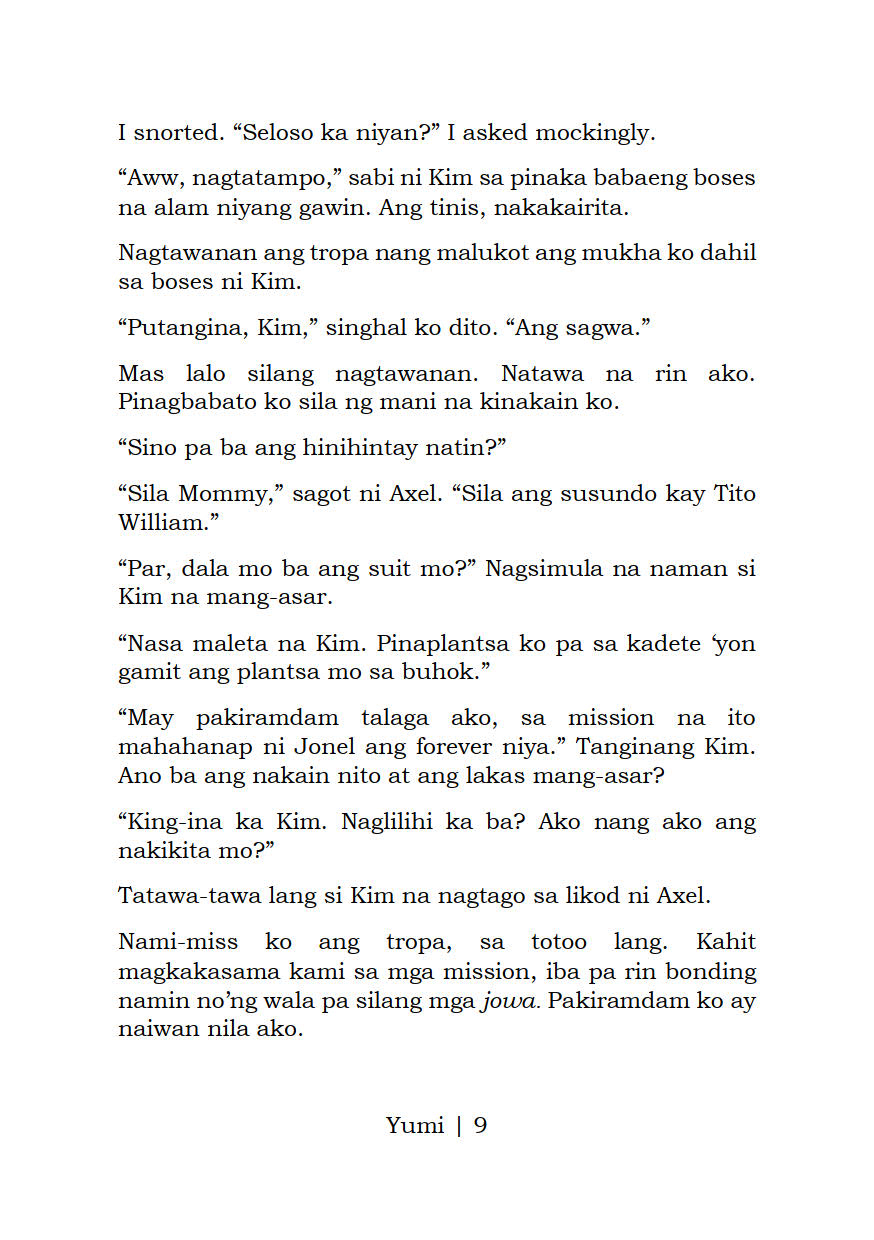 I snorted. “Seloso ka niyan?” I asked mockingly.
“Aww, nagtatampo,” sabi ni Kim sa pinaka babaeng boses
na alam niyang gawin. Ang tinis, nakakairita.
Nagtawanan ang tropa nang malukot ang mukha ko dahil
sa boses ni Kim.
“Putangina, Kim,” singhal ko dito. “Ang sagwa.”
Mas lalo silang nagtawanan. Natawa na rin ako.
Pinagbabato ko sila ng mani na kinakain ko.
“Sino pa ba ang hinihintay natin?”
“Sila Mommy,” sagot ni Axel. “Sila ang susundo kay Tito
William.”
“Par, dala mo ba ang suit mo?” Nagsimula na naman si
Kim na mang-asar.
“Nasa maleta na Kim. Pinaplantsa ko pa sa kadete ‘yon
gamit ang plantsa mo sa buhok.”
“May pakiramdam talaga ako, sa mission na ito
mahahanap ni Jonel ang forever niya.” Tanginang Kim.
Ano ba ang nakain nito at ang lakas mang-asar?
“King-ina ka Kim. Naglilihi ka ba? Ako nang ako ang
nakikita mo?”
Tatawa-tawa lang si Kim na nagtago sa likod ni Axel.
Nami-miss ko ang tropa, sa totoo lang. Kahit
magkakasama kami sa mga mission, iba pa rin bonding
namin no’ng wala pa silang mga jowa. Pakiramdam ko ay
naiwan nila ako.
Yumi | 9